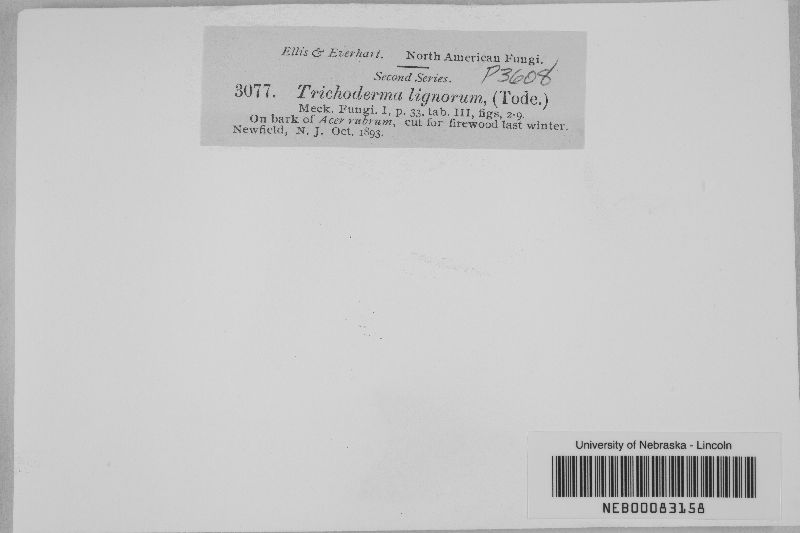 Ellis & Everhart. North American Fungi.
Second Series. P3608
3077. Trichoderma lignorum, (Tode.)
Meck. Fungi. I, p. 33, tab. III, figs, 2-9.
On bark of Acer rubrum, cut for firewood last winter.
Newfield, N. J. Oct. 1893.
University of Nebraska - Lincoln
NEB00083158